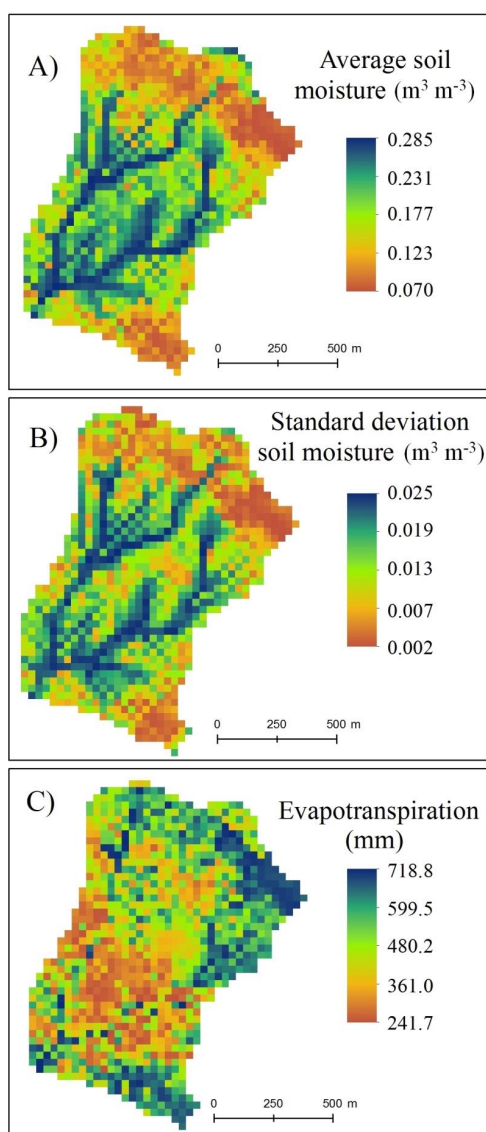 A)
Average soil
moisture (m³ m⁻³)
0.285
0.231
0.177
0.123
0.070
0 250 500 m
B)
Standard deviation
soil moisture (m³ m⁻³)
0.025
0.019
0.013
0.007
0.002
0 250 500 m
C)
Evapotranspiration
(mm)
718.8
599.5
480.2
361.0
241.7
0 250 500 m